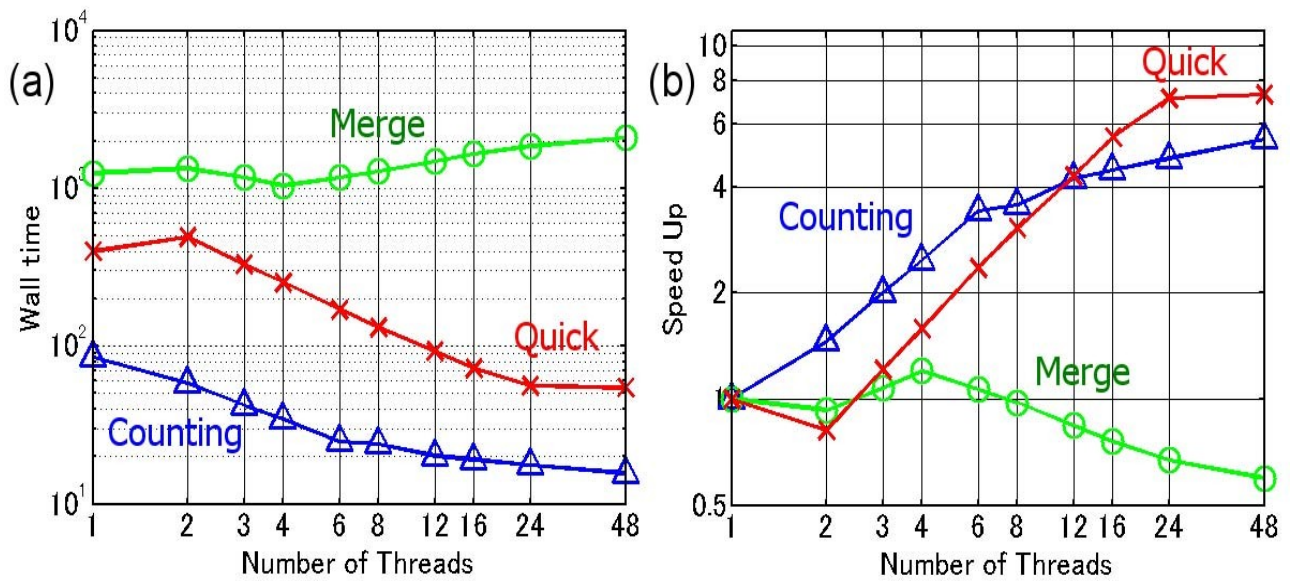 (a)
Wall time
10^4
10^3
10^2
10^1
Merge
Quick
Counting
1 2 3 4 6 8 12 16 24 48
Number of Threads
(b)
Speed Up
10
8
6
4
2
1
0.5
Quick
Counting
Merge
1 2 3 4 6 8 12 16 24 48
Number of Threads